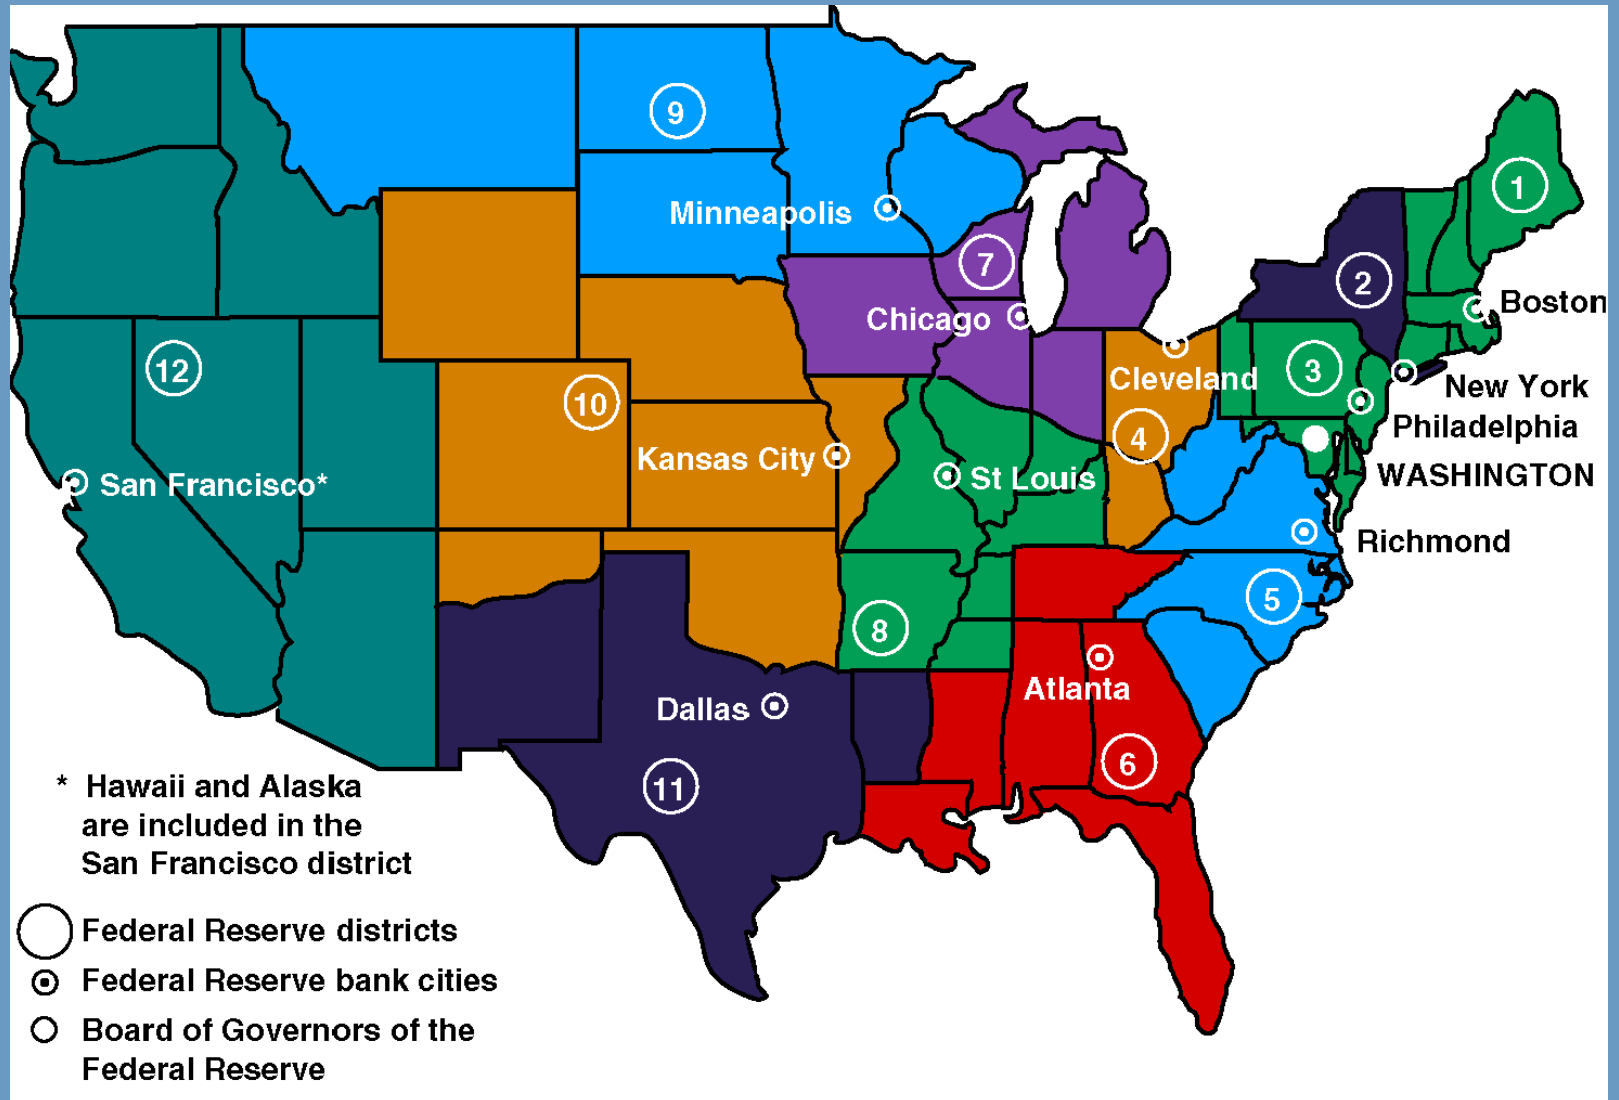 9
1
Minneapolis
7
2
Chicago
Boston
12
10
Cleveland
3
New York
4
Philadelphia
Kansas City
St Louis
WASHINGTON
San Francisco*
Richmond
8
5
Atlanta
Dallas
11
6
* Hawaii and Alaska
are included in the
San Francisco district
Federal Reserve districts
Federal Reserve bank cities
Board of Governors of the
Federal Reserve